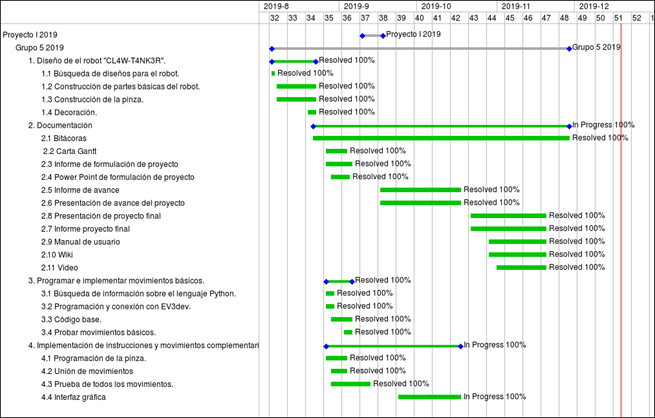 2019-8 2019-9 2019-10 2019-11 2019-12
32 33 34 35 36 37 38 39 40 41 42 43 44 45 46 47 48 49 50 51 52 1
Proyecto I 2019 Proyecto I 2019
Grupo 5 2019 Grupo 5 2019
1. Diseño de el robot "CL4W-T4NK3R". Resolved 100%
1.1 Búsqueda de diseños para el robot. Resolved 100%
1.2 Construcción de partes básicas del robot. Resolved 100%
1.3 Construcción de la pinza. Resolved 100%
1.4 Decoración. Resolved 100%
2. Documentación In Progress 100%
2.1 Bitácoras Resolved 100%
2.2 Carta Gantt Resolved 100%
2.3 Informe de formulación de proyecto Resolved 100%
2.4 Power Point de formulación de proyecto Resolved 100%
2.5 Informe de avance Resolved 100%
2.6 Presentación de avance del proyecto Resolved 100%
2.8 Presentación de proyecto final Resolved 100%
2.7 Informe proyecto final Resolved 100%
2.9 Manual de usuario Resolved 100%
2.10 Wiki Resolved 100%
2.11 Video Resolved 100%
3. Programar e implementar movimientos básicos. Resolved 100%
3.1 Búsqueda de información sobre el lenguaje Python. Resolved 100%
3.2 Programación y conexión con EV3dev. Resolved 100%
3.3 Código base. Resolved 100%
3.4 Probar movimientos básicos. Resolved 100%
4. Implementación de instrucciones y movimientos complementari In Progress 100%
4.1 Programación de la pinza. Resolved 100%
4.2 Unión de movimientos Resolved 100%
4.3 Prueba de todos los movimientos. Resolved 100%
4.4 Interfaz gráfica In Progress 100%